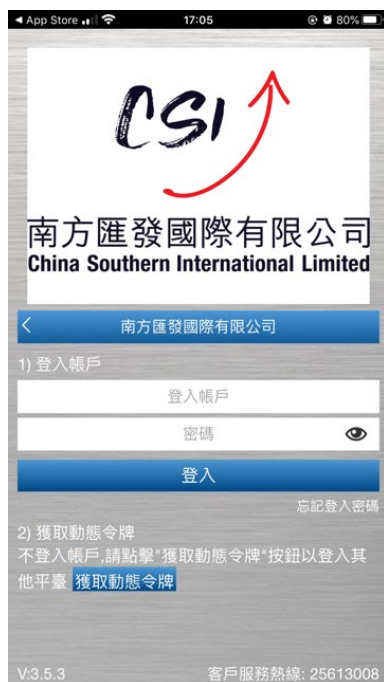 App Store
17:05
80%
CSI
南方匯發國際有限公司
China Southern International Limited
南方匯發國際有限公司
1) 登入帳戶
登入帳戶
密碼
登入
忘記登入密碼
2) 獲取動態令牌
不登入帳戶,請點擊"獲取動態令牌"按鈕以登入其
他平臺 獲取動態令牌
V:3.5.3
客戶服務熱線: 25613008